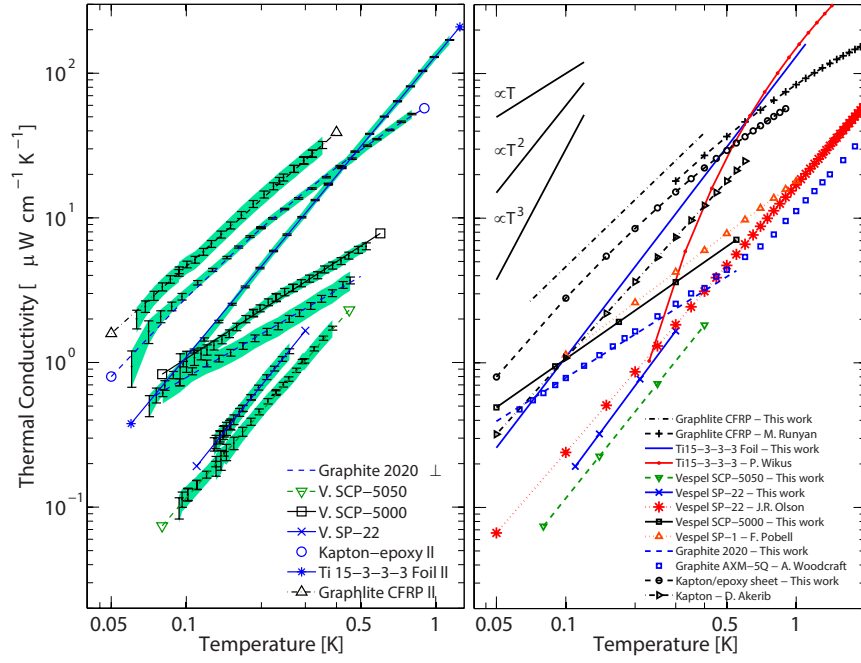 Thermal Conductivity [ μ W cm⁻¹ K⁻¹]
10²
10¹
10⁰
10⁻¹
0.05
0.1
0.5
1
Temperature [K]
Graphite 2020 ⊥
V. SCP−5050
V. SCP−5000
V. SP−22
Kapton−epoxy II
Ti 15−3−3−3 Foil II
Graphlite CFRP II
∝T
∝T²
∝T³
Graphlite CFRP − This work
Graphlite CFRP − M. Runyan
Ti15−3−3−3 Foil − This work
Ti15−3−3−3 − P. Wikus
Vespel SCP−5050 − This work
Vespel SP−22 − This work
Vespel SP−22 − J.R. Olson
Vespel SCP−5000 − This work
Vespel SP−1 − F. Pobell
Graphite 2020 − This work
Graphite AXM−5Q − A. Woodcraft
Kapton/epoxy sheet − This work
Kapton − D. Akerib
0.05
0.1
0.5
1
Temperature [K]